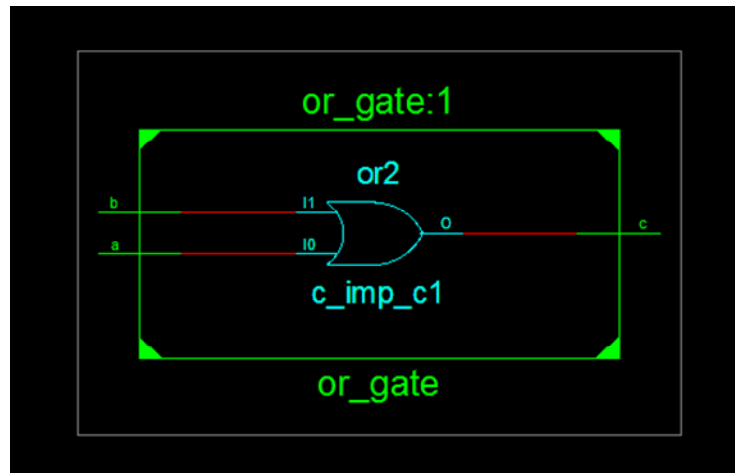 or_gate:1
or2
b
I1
a
I0
O
c
c_imp_c1
or_gate